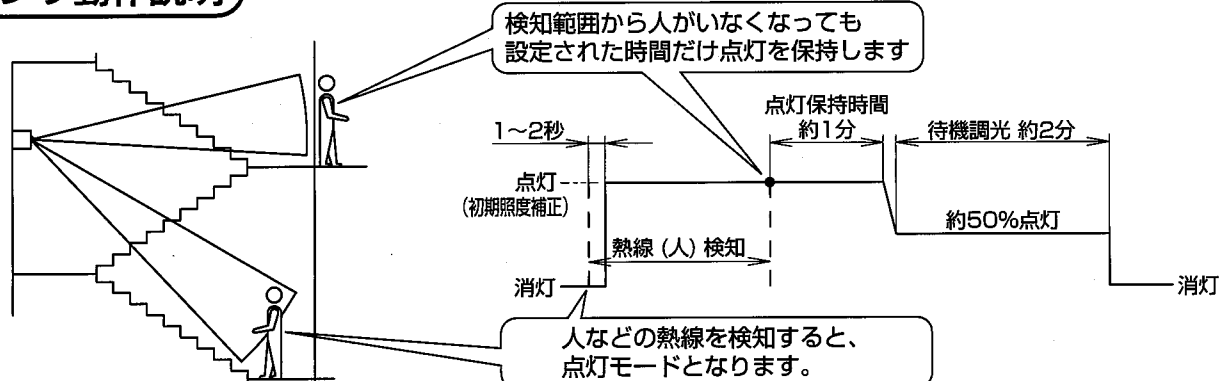 動作説明
検知範囲から人がいなくなっても
設定された時間だけ点灯を保持します
点灯保持時間
約1分
1～2秒
待機調光 約2分
点灯
(初期照度補正)
約50%点灯
熱線(人)検知
消灯
消灯
人などの熱線を検知すると、
点灯モードとなります。